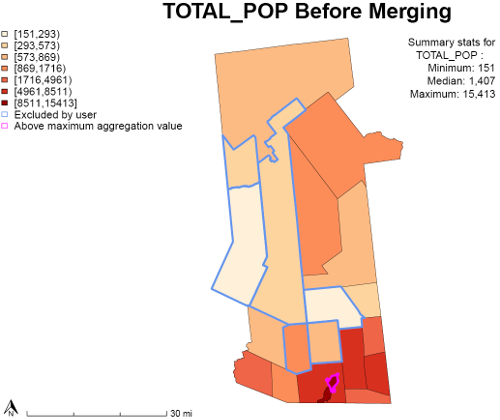 TOTAL_POP Before Merging
[151,293)
[293,573)
[573,869)
[869,1716)
[1716,4961)
[4961,8511)
[8511,15413]
Excluded by user
Above maximum aggregation value
Summary stats for
TOTAL_POP :
Minimum: 151
Median: 1,407
Maximum: 15,413
N
30 mi